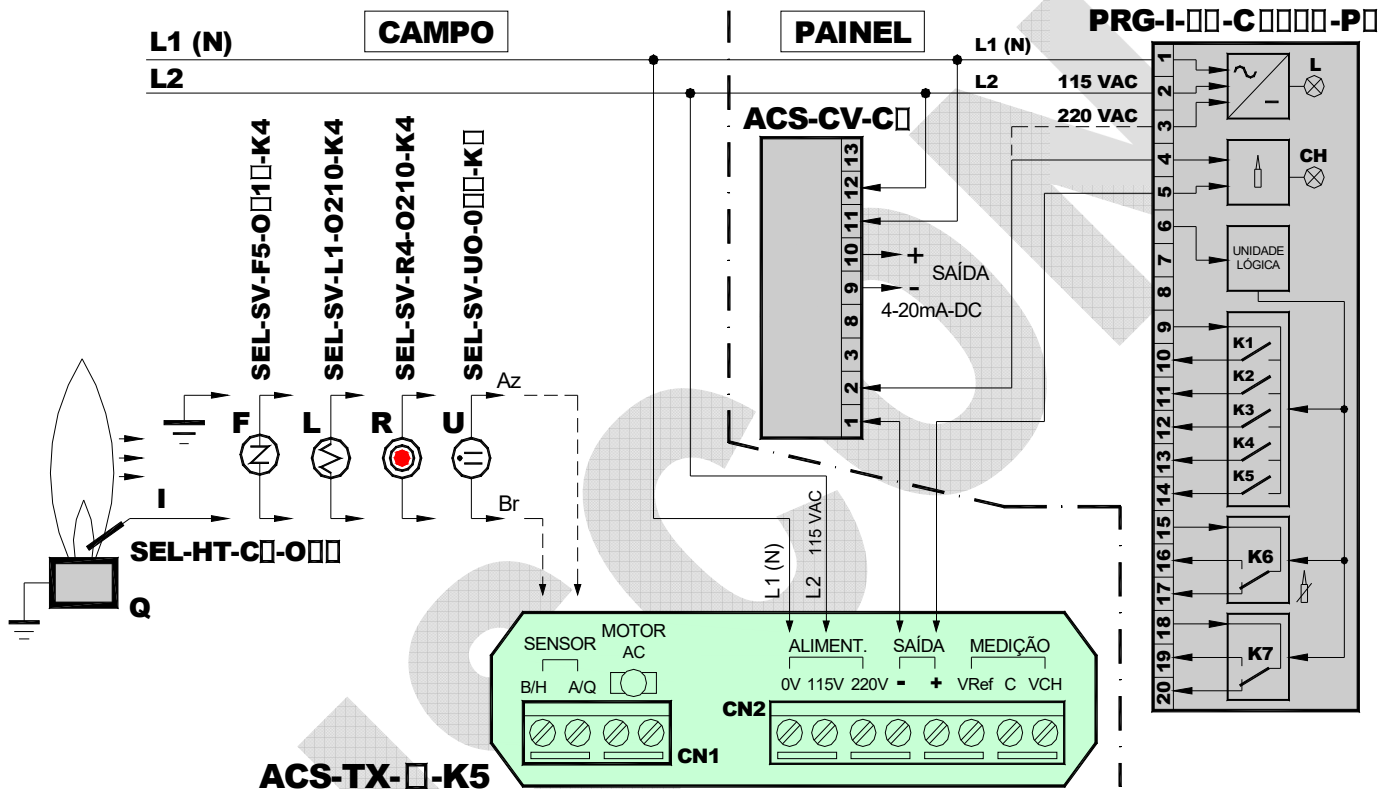 CAMPO
PAINEL
PRG-I-□□-C□□□□-P□
L1 (N)
L2
L1 (N)
L2
115 VAC
220 VAC
ACS-CV-C□
SEL-SV-F5-O□1□-K4
SEL-SV-L1-O210-K4
SEL-SV-R4-O210-K4
SEL-SV-UO-0□□-K□
13
12
11
10
9
8
3
2
1
+
SAÍDA
-
4-20mA-DC
Az
F
L
R
U
Br
I
SEL-HT-C□-O□□
Q
L1 (N)
L2 115 VAC
1
2
3
4
5
6
7
8
9
10
11
12
13
14
15
16
17
18
19
20
L
CH
UNIDADE
LÓGICA
K1
K2
K3
K4
K5
K6
K7
SENSOR
MOTOR
AC
B/H A/Q
ALIMENT. SAÍDA MEDIÇÃO
0V 115V 220V - + VRef C VCH
CN2
CN1
ACS-TX-□-K5